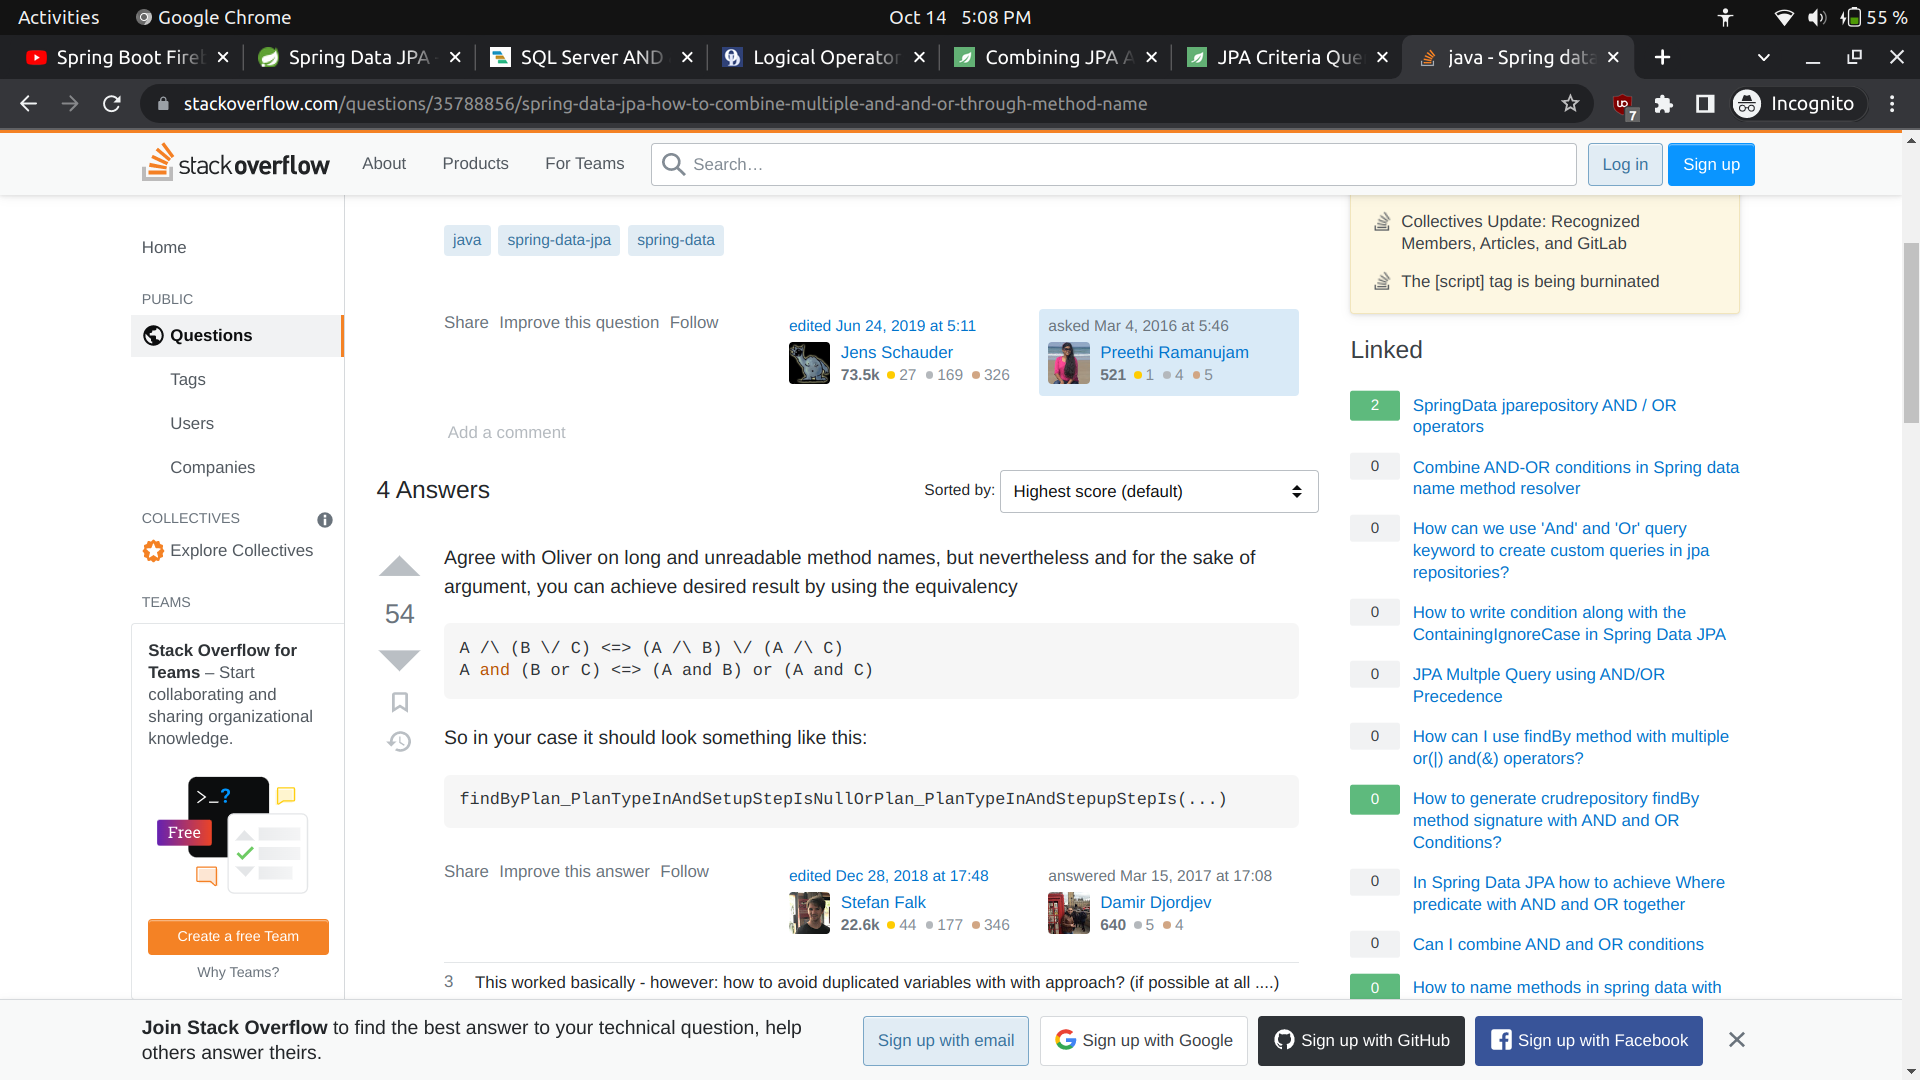 Activities
Google Chrome
Oct 14 5:08 PM
55 %
Spring Boot Fireb
Spring Data JPA -
SQL Server AND
Logical Operator
Combining JPA A
JPA Criteria Que
java - Spring data
stackoverflow.com/questions/35788856/spring-data-jpa-how-to-combine-multiple-and-and-or-through-method-name
7
Incognito
stackoverflow
About
Products
For Teams
Search…
Log in
Sign up
Home
PUBLIC
Questions
Tags
Users
Companies
COLLECTIVES
Explore Collectives
TEAMS
Stack Overflow for
Teams – Start
collaborating and
sharing organizational
knowledge.
>_?
Free
Create a free Team
Why Teams?
java
spring-data-jpa
spring-data
Share Improve this question Follow
edited Jun 24, 2019 at 5:11
Jens Schauder
73.5k 27 169 326
asked Mar 4, 2016 at 5:46
Preethi Ramanujam
521 1 4 5
Add a comment
4 Answers
Sorted by:
Highest score (default)
54
Agree with Oliver on long and unreadable method names, but nevertheless and for the sake of
argument, you can achieve desired result by using the equivalency
A /\ (B \/ C) <=> (A /\ B) \/ (A /\ C)
A and (B or C) <=> (A and B) or (A and C)
So in your case it should look something like this:
findByPlan_PlanTypeInAndSetupStepIsNullOrPlan_PlanTypeInAndStepupStepIs(...)
Share Improve this answer Follow
edited Dec 28, 2018 at 17:48
Stefan Falk
22.6k 44 177 346
answered Mar 15, 2017 at 17:08
Damir Djordjev
640 5 4
3 This worked basically - however: how to avoid duplicated variables with with approach? (if possible at all ....)
Collectives Update: Recognized
Members, Articles, and GitLab
The [script] tag is being burninated
Linked
2 SpringData jparepository AND / OR
operators
0 Combine AND-OR conditions in Spring data
name method resolver
0 How can we use 'And' and 'Or' query
keyword to create custom queries in jpa
repositories?
0 How to write condition along with the
ContainingIgnoreCase in Spring Data JPA
0 JPA Multple Query using AND/OR
Precedence
0 How can I use findBy method with multiple
or(|) and(&) operators?
0 How to generate crudrepository findBy
method signature with AND and OR
Conditions?
0 In Spring Data JPA how to achieve Where
predicate with AND and OR together
0 Can I combine AND and OR conditions
0 How to name methods in spring data with
Join Stack Overflow to find the best answer to your technical question, help
others answer theirs.
Sign up with email
Sign up with Google
Sign up with GitHub
Sign up with Facebook